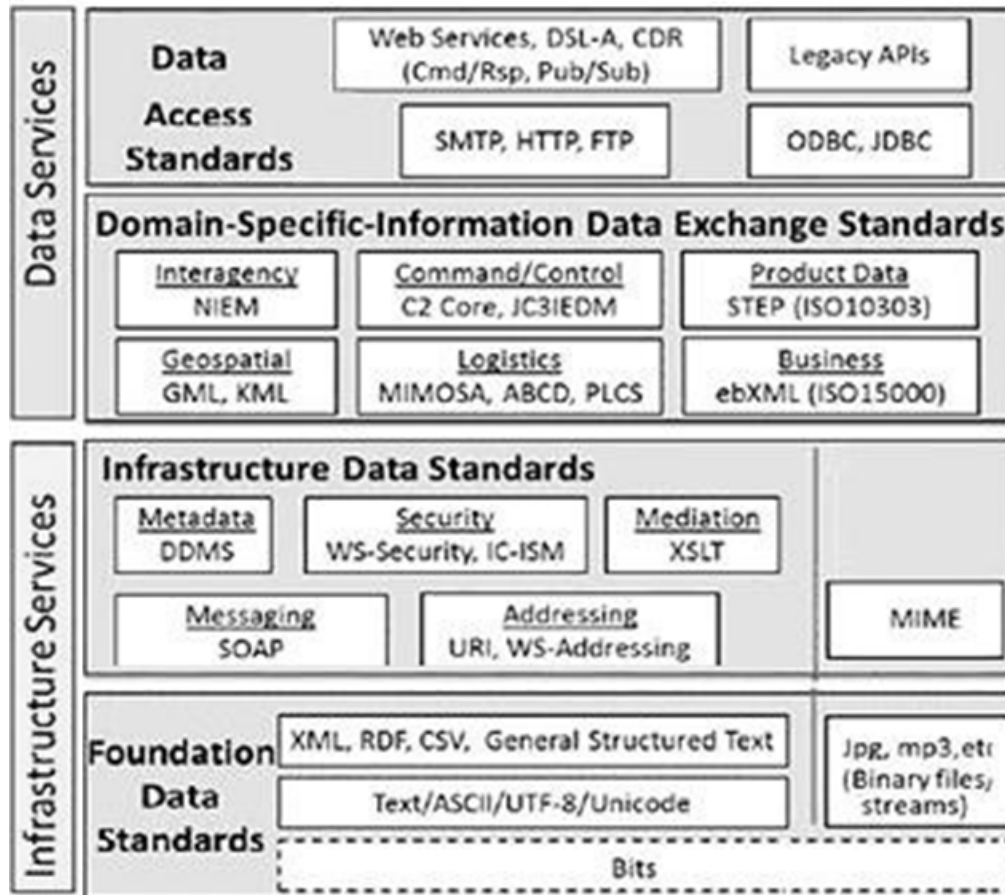 Data Services
Data
Access
Standards
Web Services, DSL-A, CDR
(Cmd/Rsp, Pub/Sub)
Legacy APIs
SMTP, HTTP, FTP
ODBC, JDBC
Domain-Specific-Information Data Exchange Standards
Interagency
NIEM
Command/Control
C2 Core, JC3IEDM
Product Data
STEP (ISO10303)
Geospatial
GML, KML
Logistics
MIMOSA, ABCD, PLCS
Business
ebXML (ISO15000)
Infrastructure Services
Infrastructure Data Standards
Metadata
DDMS
Security
WS-Security, IC-ISM
Mediation
XSLT
Messaging
SOAP
Addressing
URI, WS-Addressing
MIME
Foundation
Data
Standards
XML, RDF, CSV, General Structured Text
Text/ASCII/UTF-8/Unicode
Jpg, mp3,etc
(Binary files/
streams)
Bits